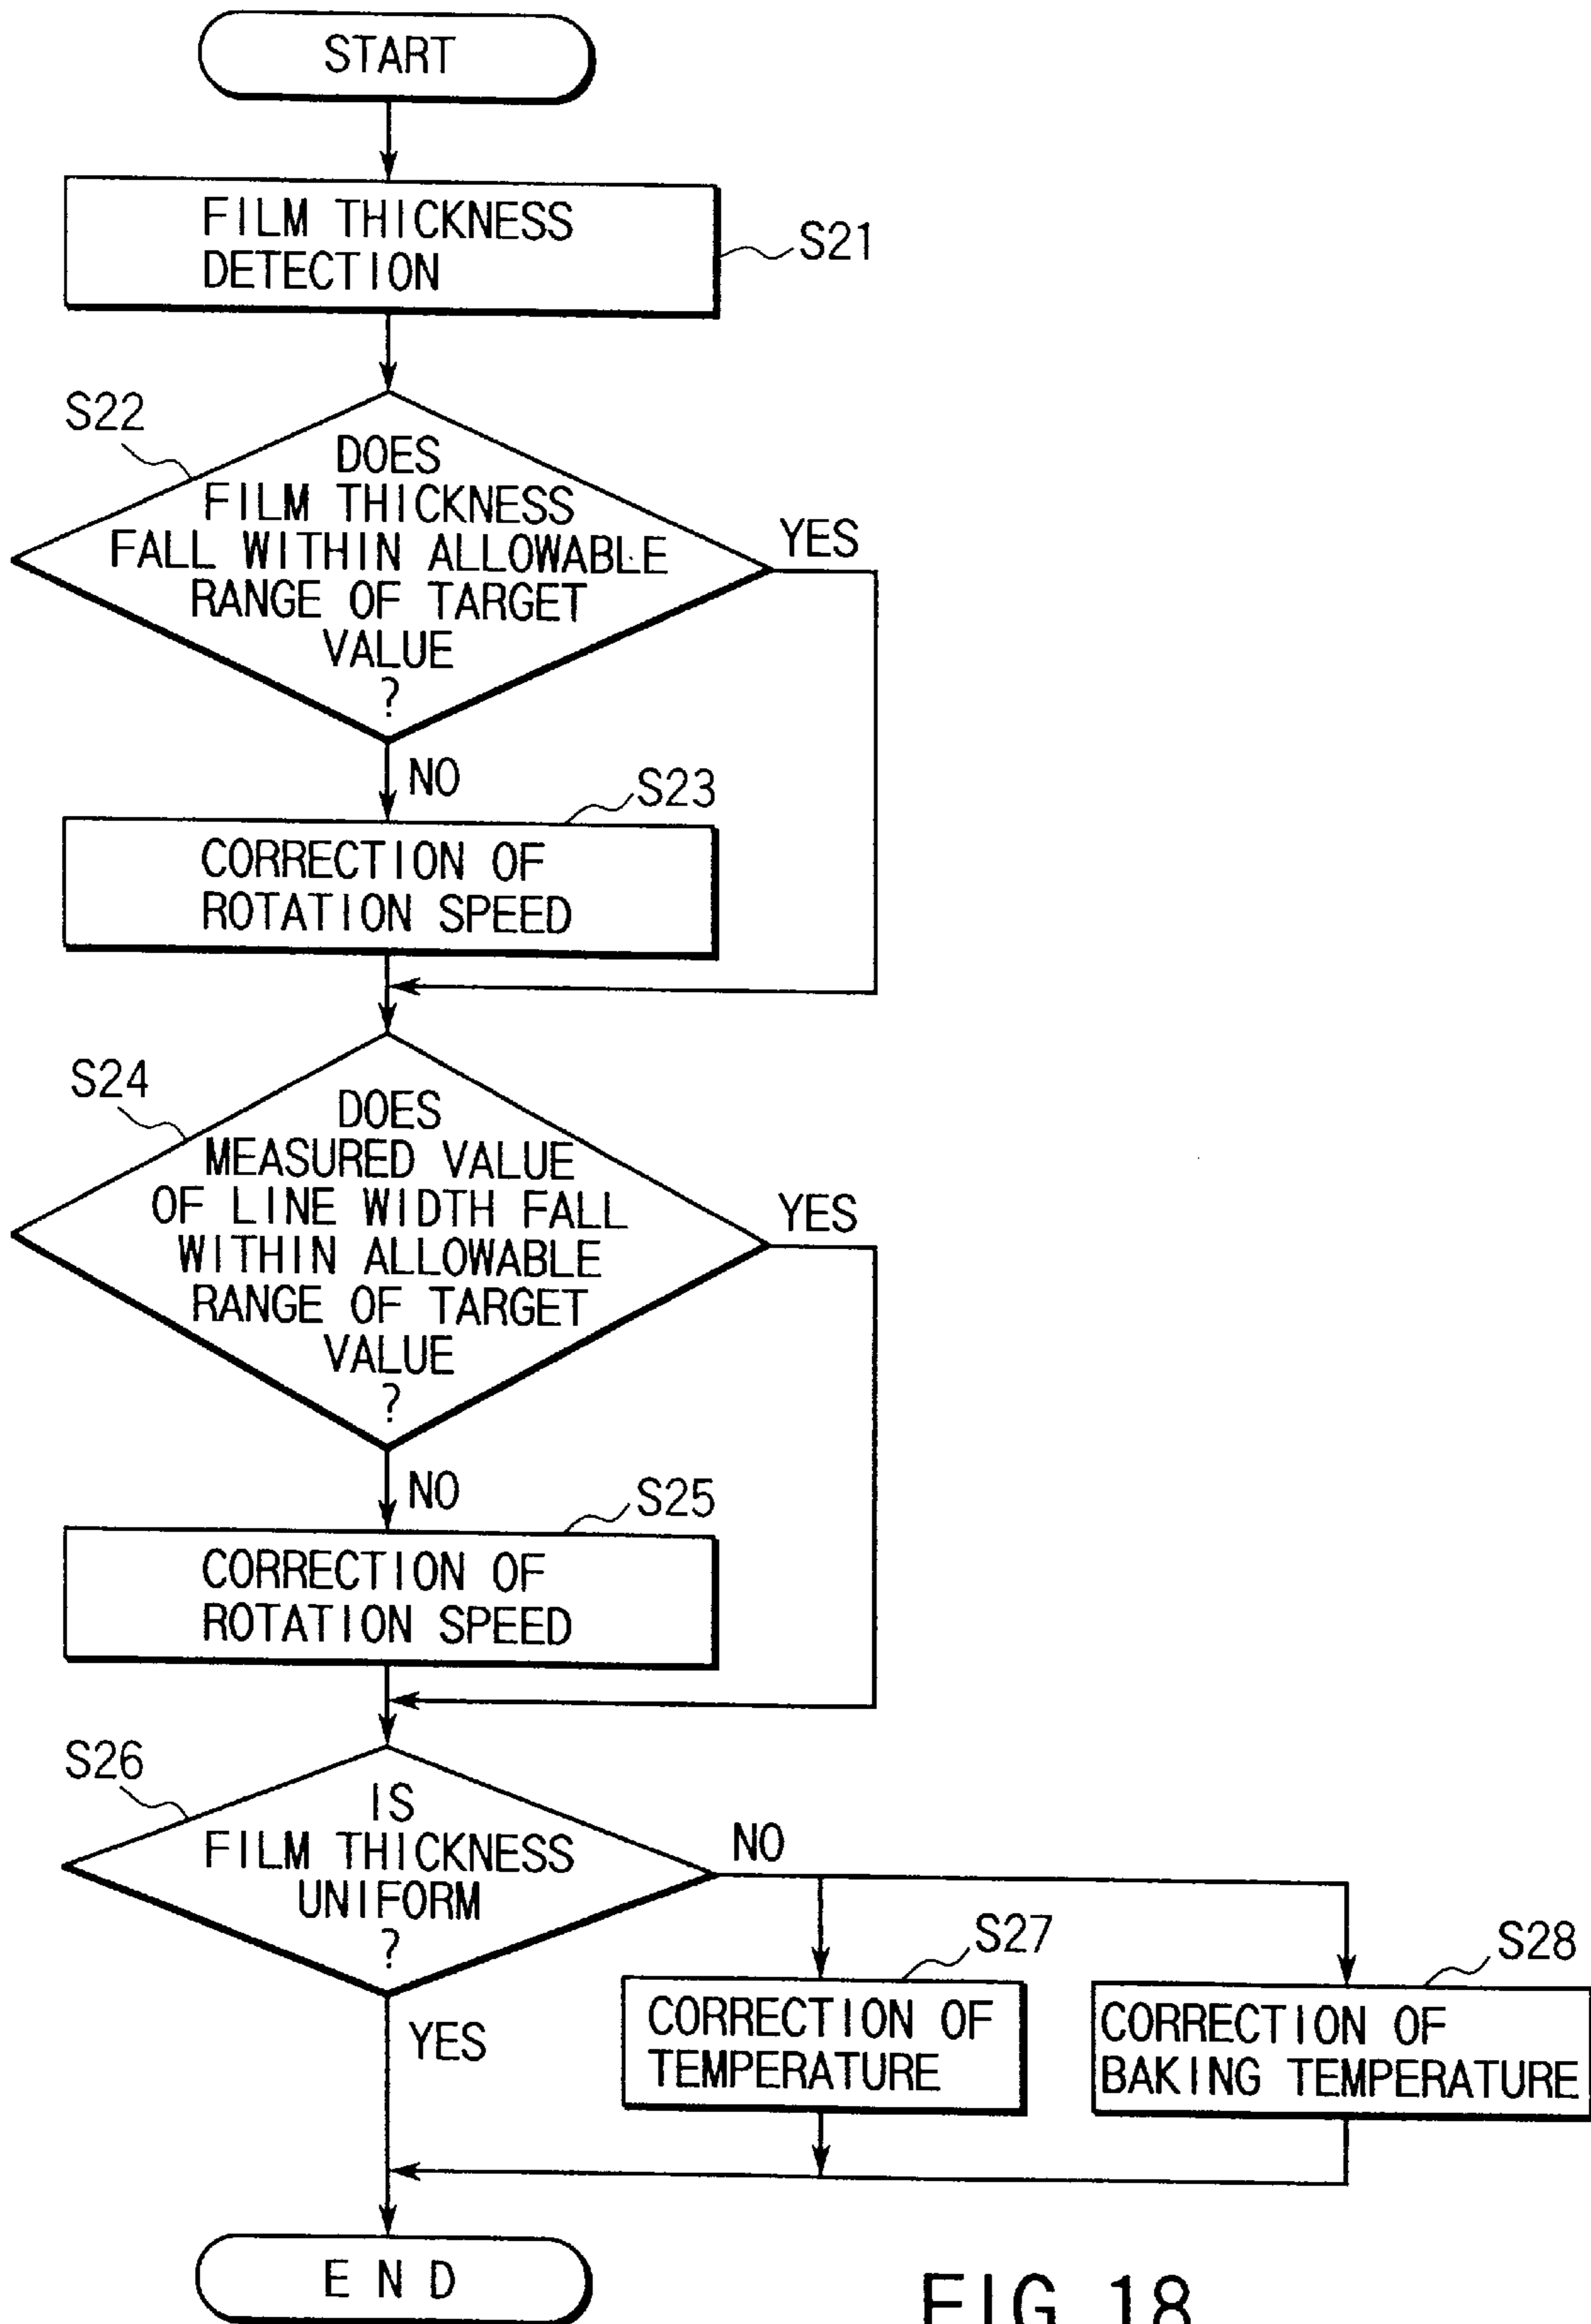 START
FILM THICKNESS
DETECTION
S21
S22
DOES
FILM THICKNESS
FALL WITHIN ALLOWABLE
RANGE OF TARGET
VALUE
?
YES
NO
S23
CORRECTION OF
ROTATION SPEED
S24
DOES
MEASURED VALUE
OF LINE WIDTH FALL
WITHIN ALLOWABLE
RANGE OF TARGET
VALUE
?
YES
NO
S25
CORRECTION OF
ROTATION SPEED
S26
IS
FILM THICKNESS
UNIFORM
?
NO
YES
S27
CORRECTION OF
TEMPERATURE
S28
CORRECTION OF
BAKING TEMPERATURE
END
FIG. 18